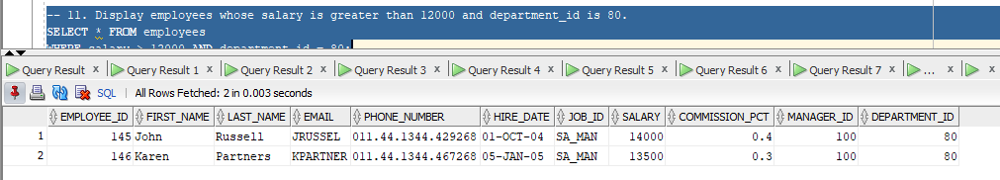 -- 11. Display employees whose salary is greater than 12000 and department_id is 80.
SELECT * FROM employees
WHERE salary > 12000 AND department_id = 80;
Query Result x Query Result 1 x Query Result 2 x Query Result 3 x Query Result 4 x Query Result 5 x Query Result 6 x Query Result 7 x ... x x
SQL | All Rows Fetched: 2 in 0.003 seconds
EMPLOYEE_ID FIRST_NAME LAST_NAME EMAIL PHONE_NUMBER HIRE_DATE JOB_ID SALARY COMMISSION_PCT MANAGER_ID DEPARTMENT_ID
1 145 John Russell JRUSSEL 011.44.1344.429268 01-OCT-04 SA_MAN 14000 0.4 100 80
2 146 Karen Partners KPARTNER 011.44.1344.467268 05-JAN-05 SA_MAN 13500 0.3 100 80